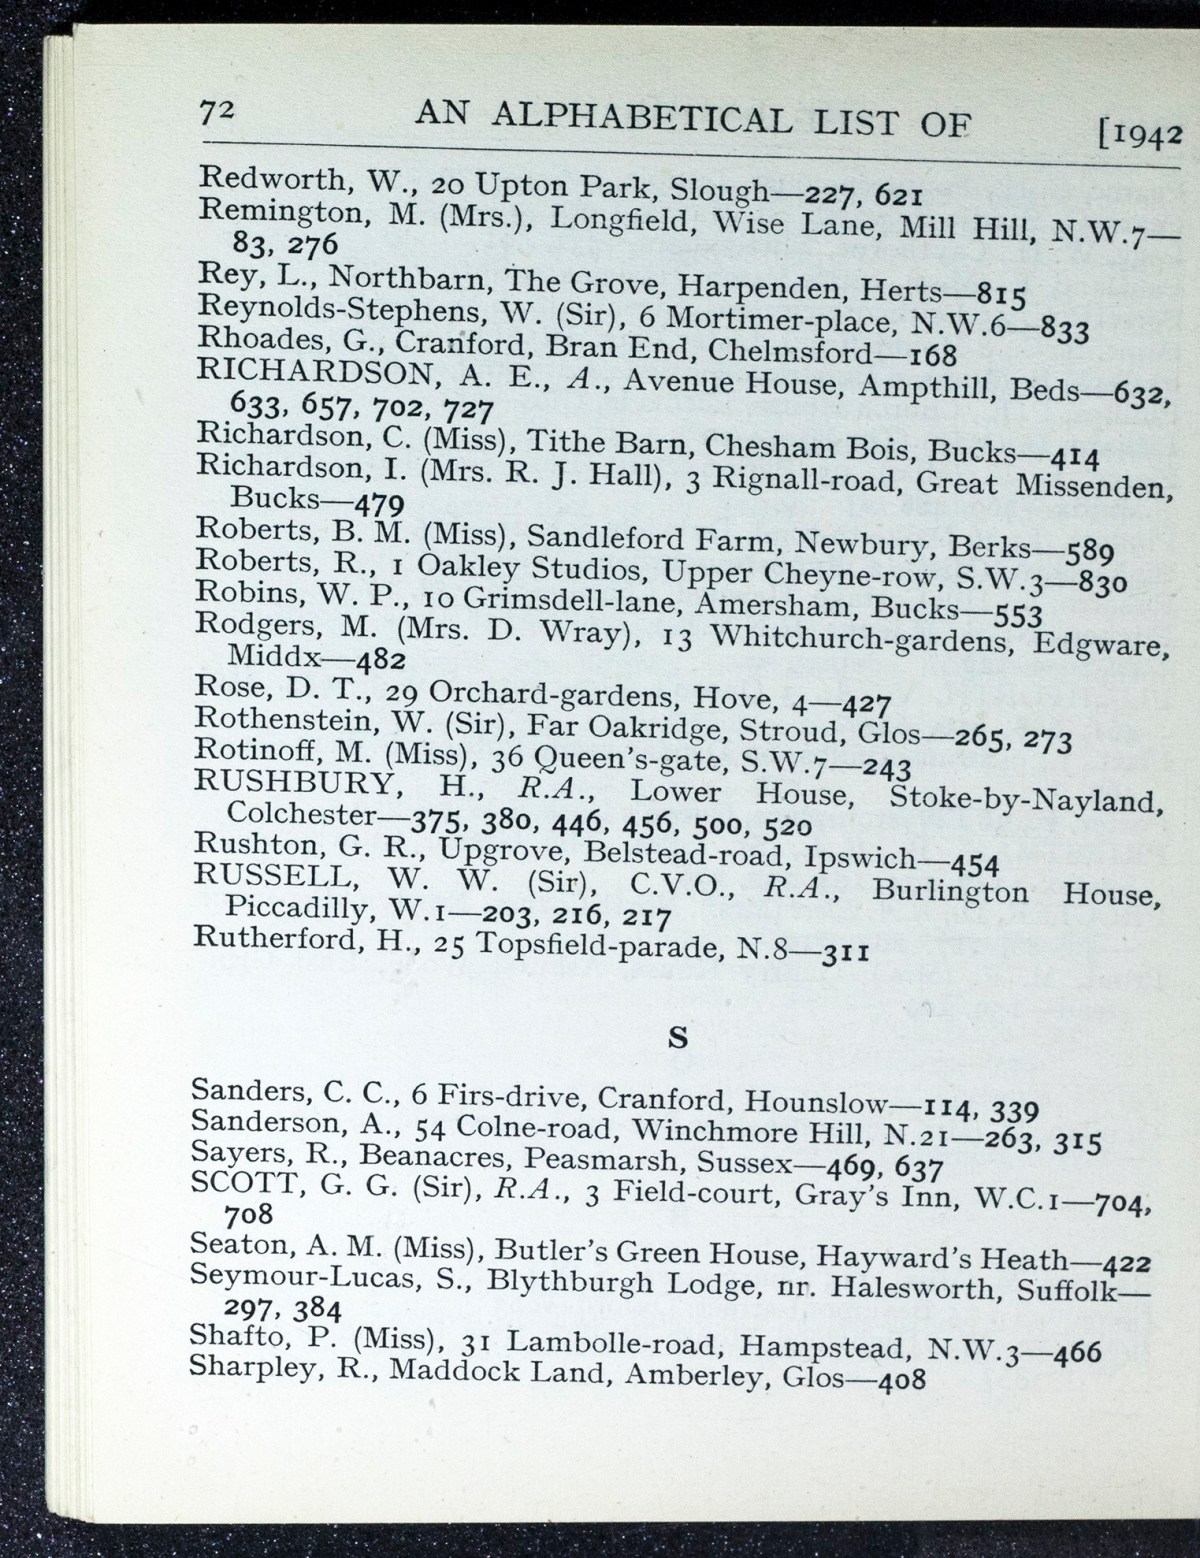 72 AN ALPHABETICAL LIST OF [1942
Redworth, W., 20 Upton Park, Slough—227, 621
Remington, M. (Mrs.), Longfield, Wise Lane, Mill Hill, N.W.7—
83, 276
Rey, L., Northbarn, The Grove, Harpenden, Herts—815
Reynolds-Stephens, W. (Sir), 6 Mortimer-place, N.W.6—833
Rhoades, G., Cranford, Bran End, Chelmsford—168
RICHARDSON, A. E., A., Avenue House, Ampthill, Beds—632,
633, 657, 702, 727
Richardson, C. (Miss), Tithe Barn, Chesham Bois, Bucks—414
Richardson, I. (Mrs. R. J. Hall), 3 Rignall-road, Great Missenden,
Bucks—479
Roberts, B. M. (Miss), Sandleford Farm, Newbury, Berks—589
Roberts, R., 1 Oakley Studios, Upper Cheyne-row, S.W.3—830
Robins, W. P., 10 Grimsdell-lane, Amersham, Bucks—553
Rodgers, M. (Mrs. D. Wray), 13 Whitchurch-gardens, Edgware,
Middx—482
Rose, D. T., 29 Orchard-gardens, Hove, 4—427
Rothenstein, W. (Sir), Far Oakridge, Stroud, Glos—265, 273
Rotinoff, M. (Miss), 36 Queen's-gate, S.W.7—243
RUSHBURY, H., R.A., Lower House, Stoke-by-Nayland,
Colchester—375, 380, 446, 456, 500, 520
Rushton, G. R., Upgrove, Belstead-road, Ipswich—454
RUSSELL, W. W. (Sir), C.V.O., R.A., Burlington House,
Piccadilly, W.1—203, 216, 217
Rutherford, H., 25 Topsfield-parade, N.8—311
S
Sanders, C. C., 6 Firs-drive, Cranford, Hounslow—114, 339
Sanderson, A., 54 Colne-road, Winchmore Hill, N.21—263, 315
Sayers, R., Beanacres, Peasmarsh, Sussex—469, 637
SCOTT, G. G. (Sir), R.A., 3 Field-court, Gray's Inn, W.C.1—704,
708
Seaton, A. M. (Miss), Butler's Green House, Hayward's Heath—422
Seymour-Lucas, S., Blythburgh Lodge, nr. Halesworth, Suffolk—
297, 384
Shafto, P. (Miss), 31 Lambolle-road, Hampstead, N.W.3—466
Sharpley, R., Maddock Land, Amberley, Glos—408